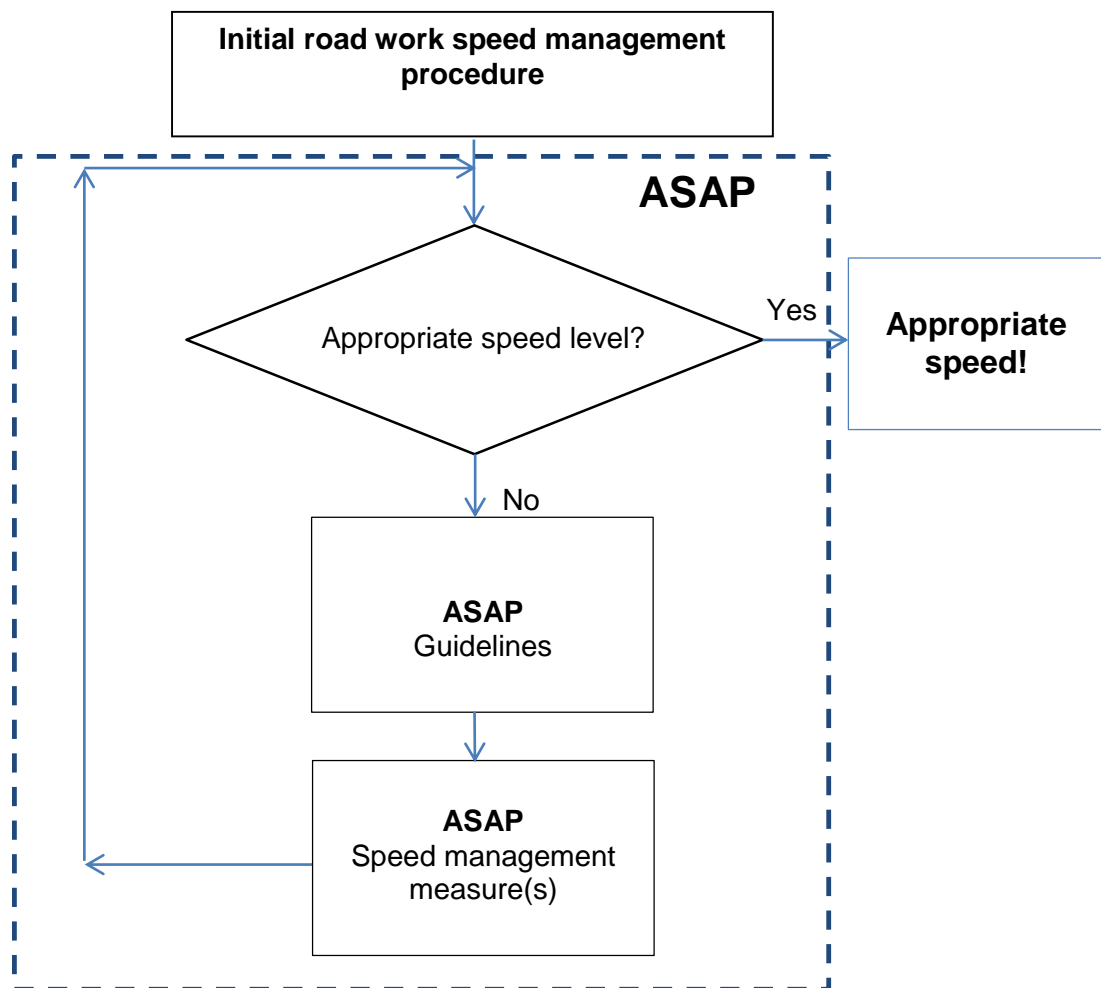 Initial road work speed management
procedure
ASAP
Appropriate speed level?
Yes
Appropriate
speed!
No
ASAP
Guidelines
ASAP
Speed management
measure(s)